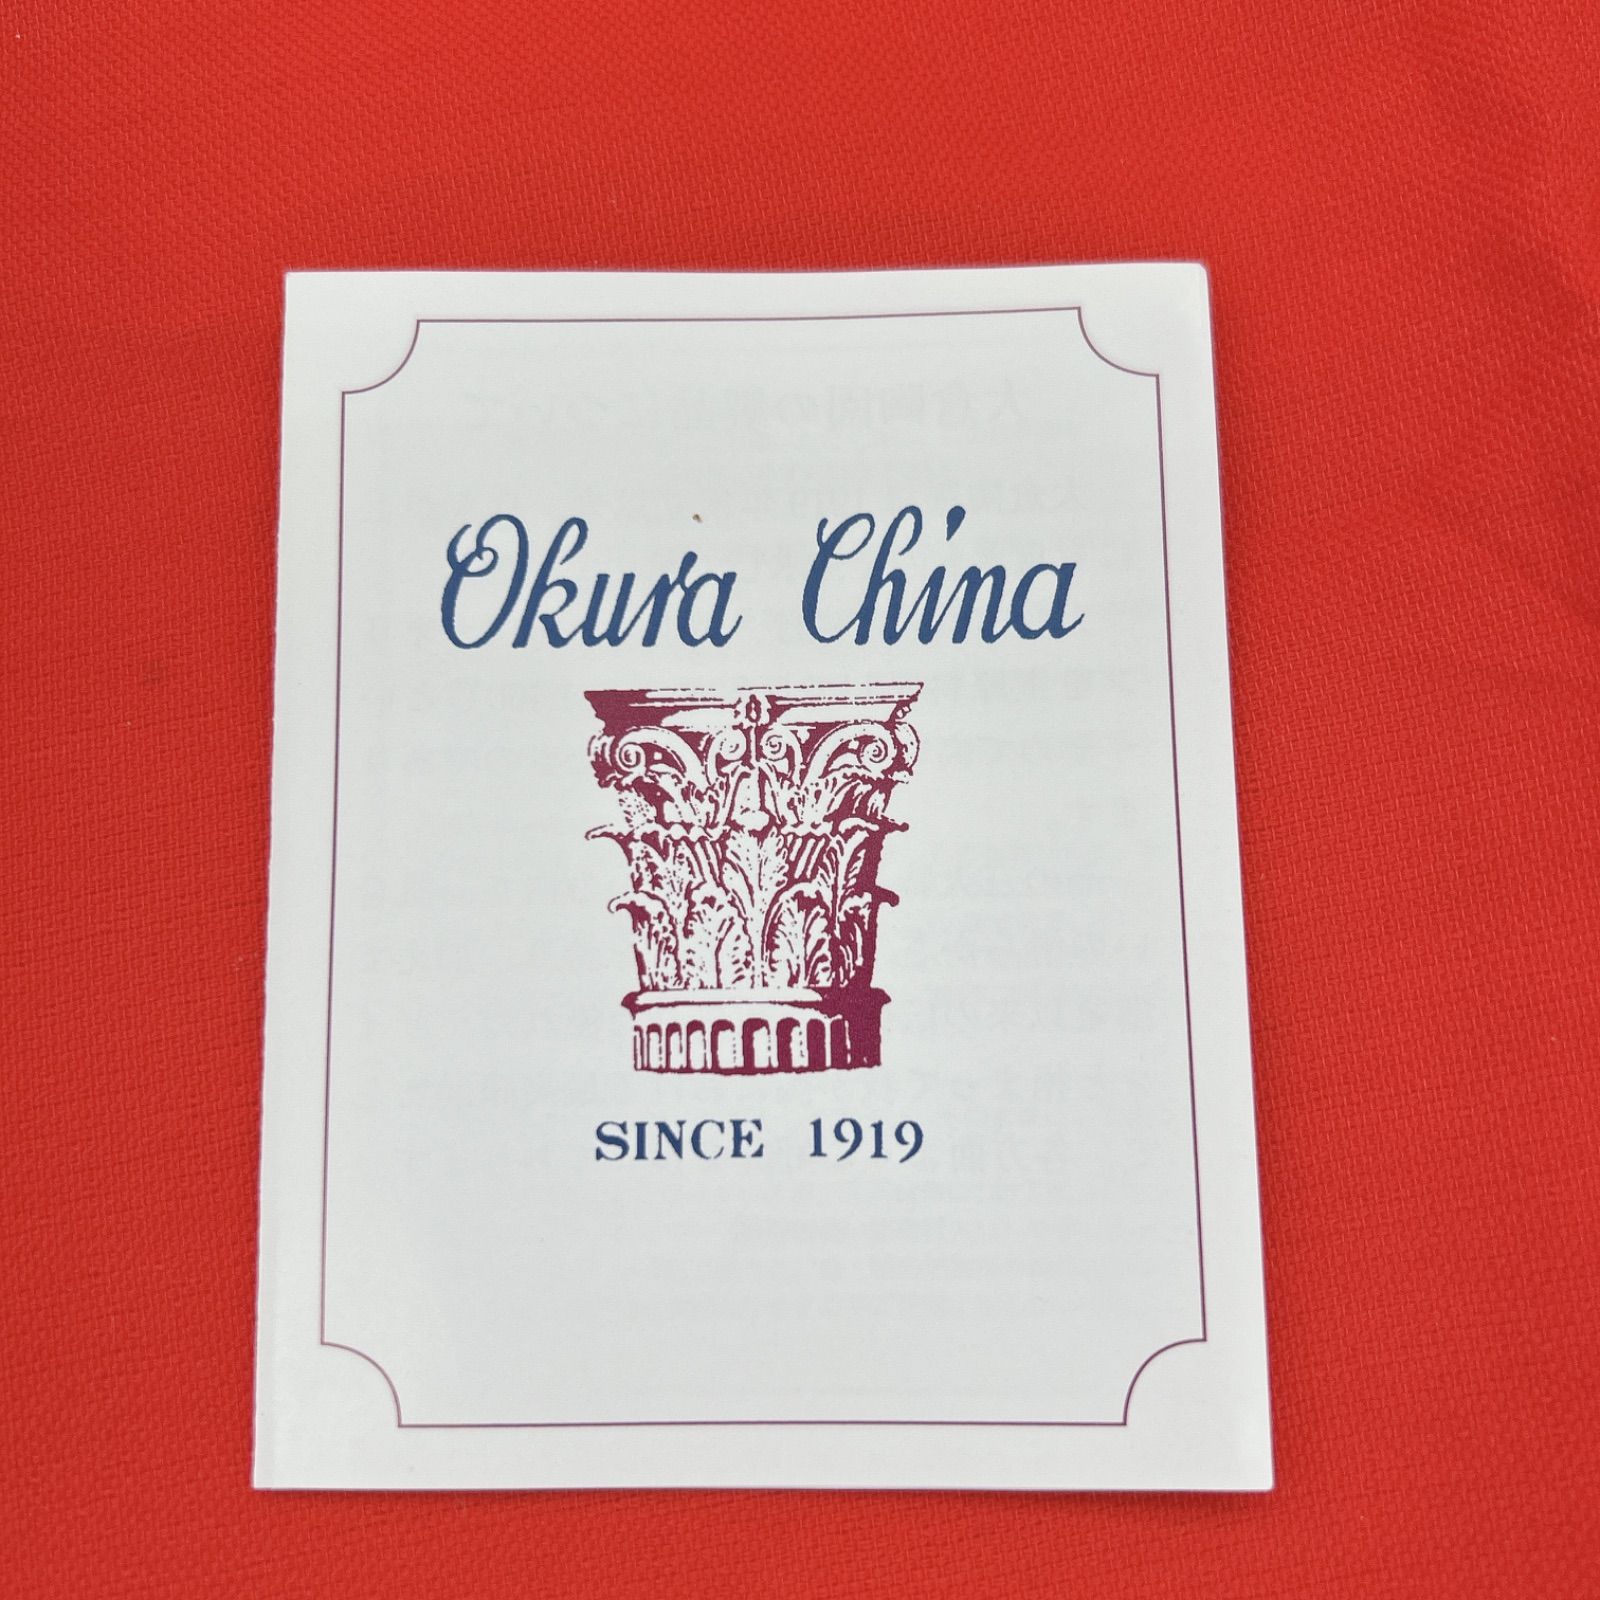 Okura China
SINCE 1919